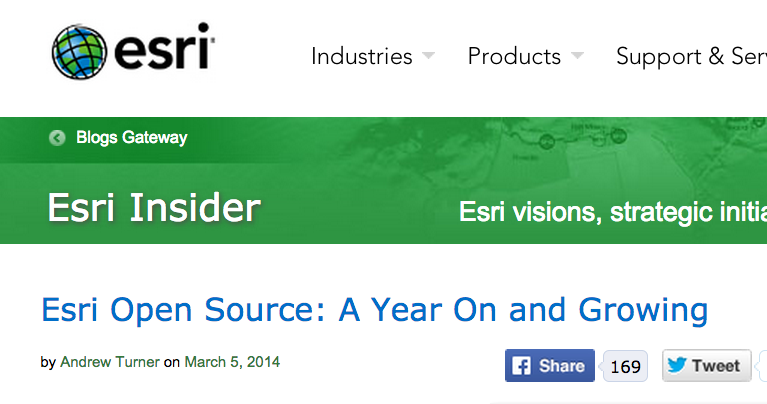 esri
Industries Products Support & Ser
Blogs Gateway
Esri Insider
Esri visions, strategic initia
Esri Open Source: A Year On and Growing
by Andrew Turner on March 5, 2014
Share 169 Tweet